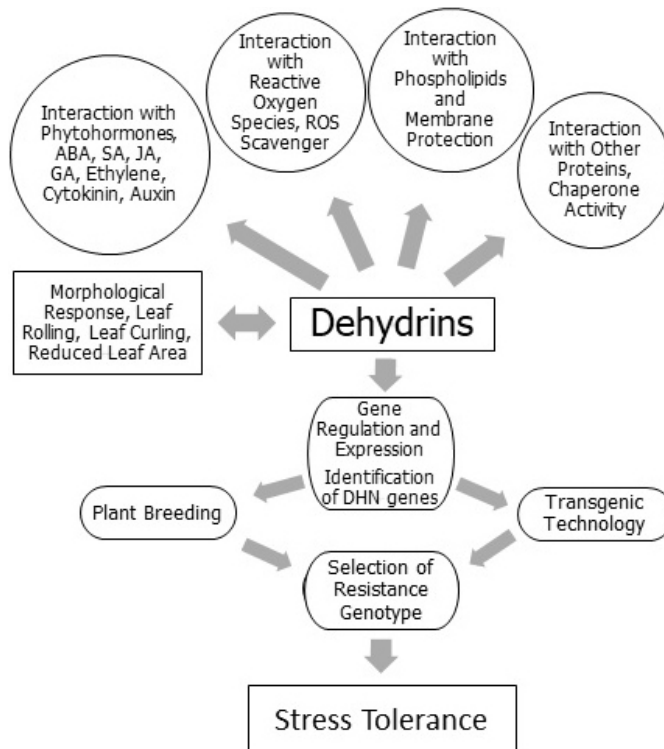 Interaction with
Phytohormones,
ABA, SA, JA,
GA, Ethylene,
Cytokinin, Auxin
Interaction
with
Reactive
Oxygen
Species, ROS
Scavenger
Interaction
with
Phospholipids
and
Membrane
Protection
Interaction
with Other
Proteins,
Chaperone
Activity
Morphological
Response, Leaf
Rolling, Leaf Curling,
Reduced Leaf Area
Dehydrins
Gene
Regulation and
Expression
Identification
of DHN genes
Plant Breeding
Transgenic
Technology
Selection of
Resistance
Genotype
Stress Tolerance